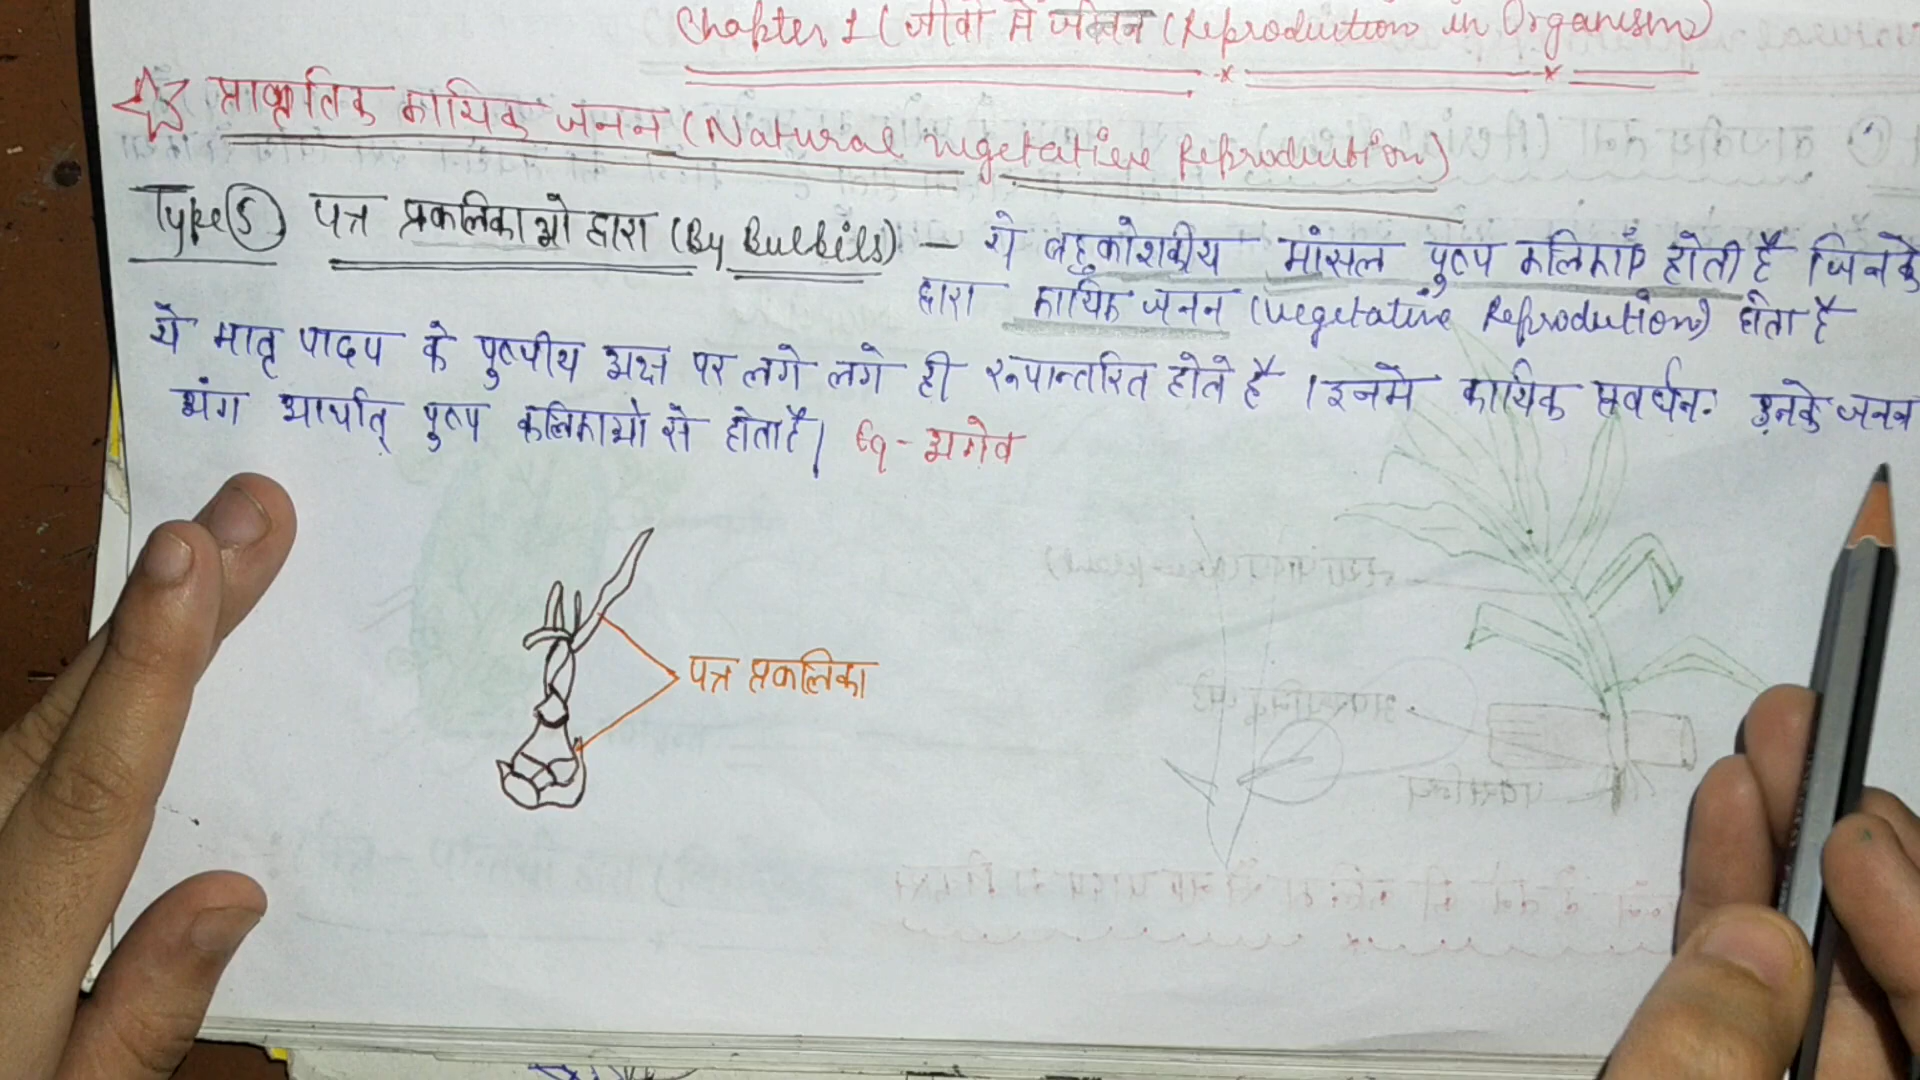 Chapter 1 (जीवो मे जनन (Reproduction in Organism)
प्राकृतिक कायिक जनन (Natural vegetative Reproduction)
Type (5) पत्र प्रकलिकाओ द्वारा (By Bulbils) - ये बहुकोशकीय मांसल पुष्प कलिकाए होती है जिनके
द्वारा कायिक जनन (vegetative Reproduction) होता है
ये मातृ पादप के पुष्पीय अक्ष पर लगे लगे ही रूपान्तरित होते है । इनमे कायिक प्रवर्धन इनके जनन
अंग अर्थात् पुष्प कलिकाओ से होता है। Eg - अगेव
पत्र प्रकलिका